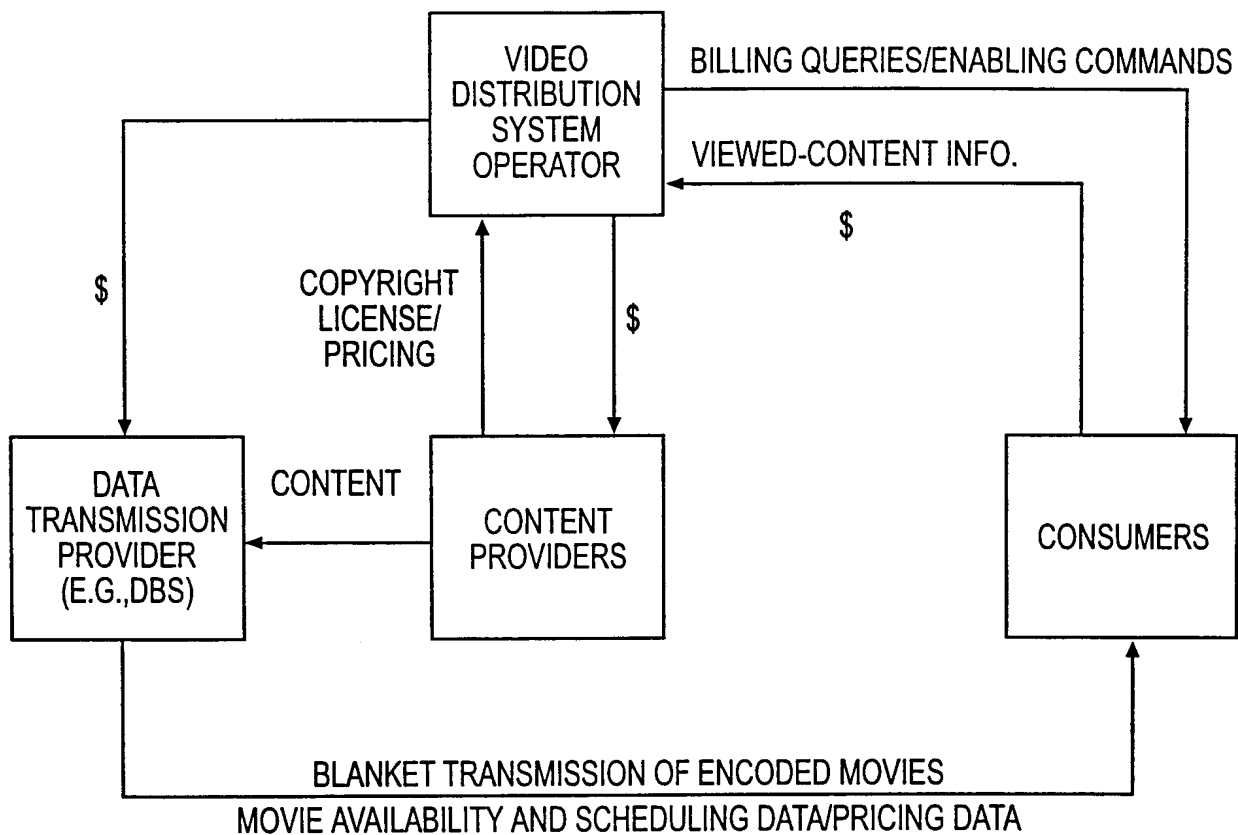 VIDEO
DISTRIBUTION
SYSTEM
OPERATOR
BILLING QUERIES/ENABLING COMMANDS
VIEWED-CONTENT INFO.
$
$
COPYRIGHT
LICENSE/
PRICING
$
DATA
TRANSMISSION
PROVIDER
(E.G.,DBS)
CONTENT
CONTENT
PROVIDERS
CONSUMERS
BLANKET TRANSMISSION OF ENCODED MOVIES
MOVIE AVAILABILITY AND SCHEDULING DATA/PRICING DATA